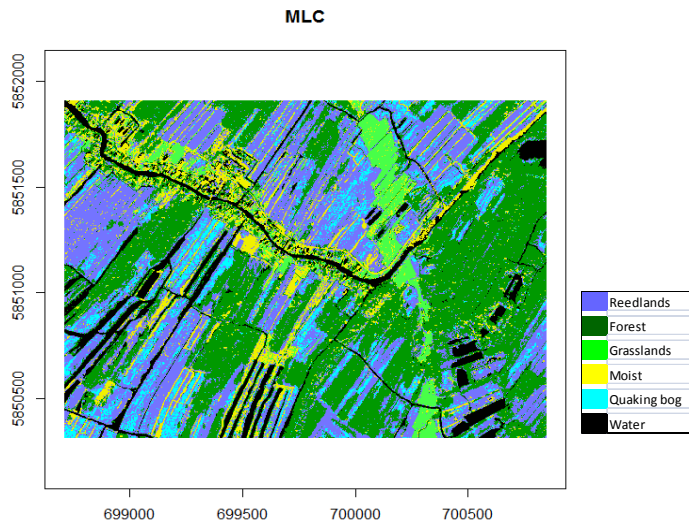 MLC
5852000
5851500
5851000
5850500
699000
699500
700000
700500
Reedlands
Forest
Grasslands
Moist
Quaking bog
Water